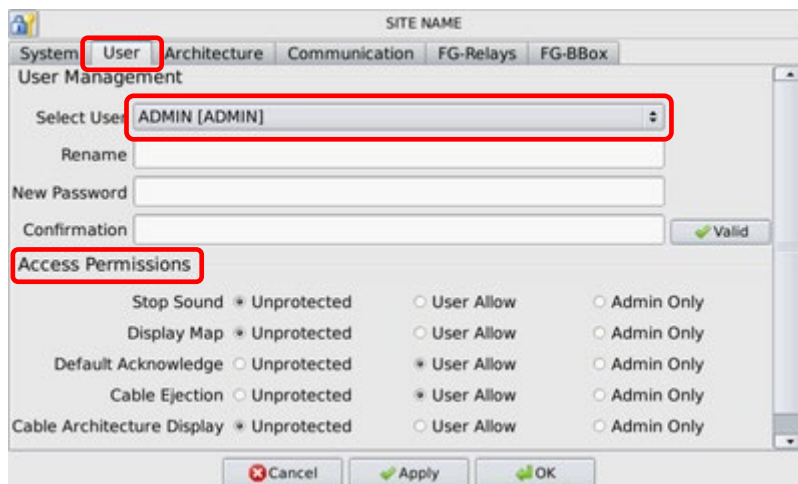 SITE NAME
System User Architecture Communication FG-Relays FG-BBox
User Management
Select User ADMIN [ADMIN]
Rename
New Password
Confirmation Valid
Access Permissions
Stop Sound Unprotected User Allow Admin Only
Display Map Unprotected User Allow Admin Only
Default Acknowledge Unprotected User Allow Admin Only
Cable Ejection Unprotected User Allow Admin Only
Cable Architecture Display Unprotected User Allow Admin Only
Cancel Apply OK